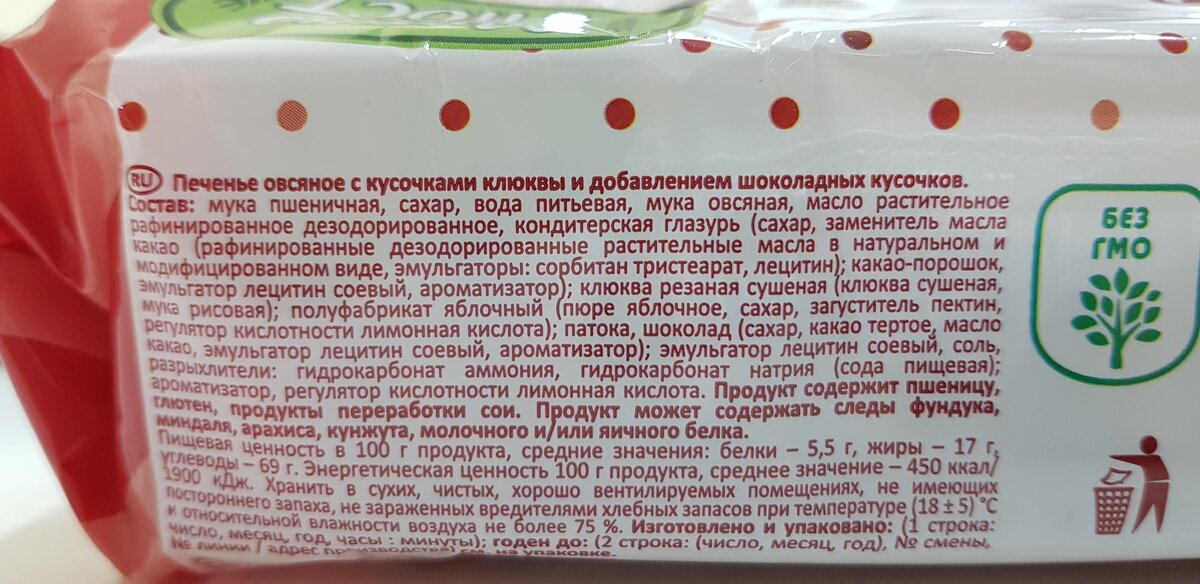 RU Печенье овсяное с кусочками клюквы и добавлением шоколадных кусочков.
Состав: мука пшеничная, сахар, вода питьевая, мука овсяная, масло растительное
рафинированное дезодорированное, кондитерская глазурь (сахар, заменитель масла
какао (рафинированные дезодорированные растительные масла в натуральном и
модифицированном виде, эмульгаторы: сорбитан тристеарат, лецитин); какао-порошок,
эмульгатор лецитин соевый, ароматизатор); клюква резаная сушеная (клюква сушеная,
мука рисовая); полуфабрикат яблочный (пюре яблочное, сахар, загуститель пектин,
регулятор кислотности лимонная кислота); патока, шоколад (сахар, какао тертое, масло
какао, эмульгатор лецитин соевый, ароматизатор); эмульгатор лецитин соевый, соль,
разрыхлители: гидрокарбонат аммония, гидрокарбонат натрия (сода пищевая);
ароматизатор, регулятор кислотности лимонная кислота. Продукт содержит пшеницу,
глютен, продукты переработки сои. Продукт может содержать следы фундука,
миндаля, арахиса, кунжута, молочного и/или яичного белка.
Пищевая ценность в 100 г продукта, средние значения: белки – 5,5 г, жиры – 17 г,
углеводы – 69 г. Энергетическая ценность 100 г продукта, среднее значение – 450 ккал/
1900 кДж. Хранить в сухих, чистых, хорошо вентилируемых помещениях, не имеющих
постороннего запаха, не зараженных вредителями хлебных запасов при температуре (18 ± 5) °C
и относительной влажности воздуха не более 75 %. Изготовлено и упаковано: (1 строка:
число, месяц, год, часы : минуты); годен до: (2 строка: (число, месяц, год), № смены,
№ линии / адрес производства) см. на упаковке.
БЕЗ
ГМО